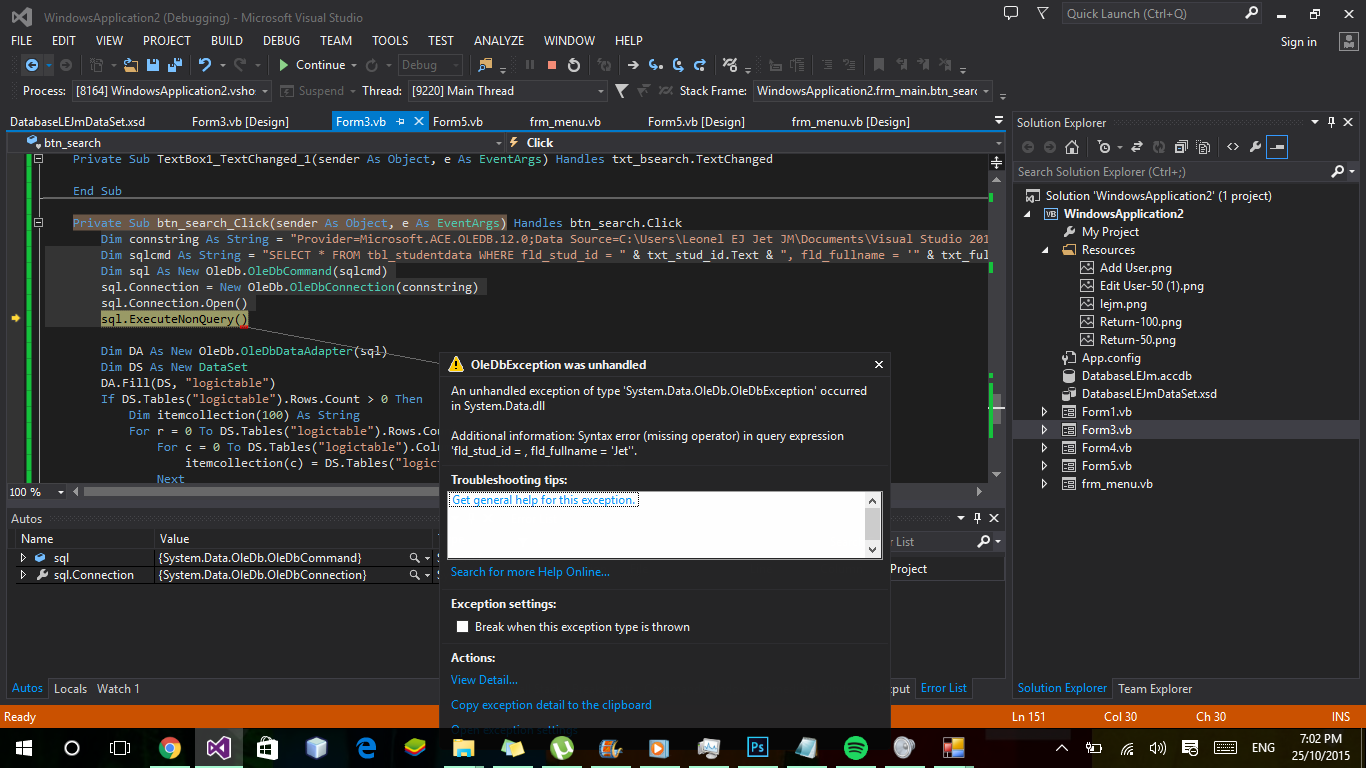 WindowsApplication2 (Debugging) - Microsoft Visual Studio
Quick Launch (Ctrl+Q)
FILE EDIT VIEW PROJECT BUILD DEBUG TEAM TOOLS TEST ANALYZE WINDOW HELP
Sign in
Continue Debug
Process: [8164] WindowsApplication2.vsho Suspend Thread: [9220] Main Thread Stack Frame: WindowsApplication2.frm_main.btn_searc
DatabaseLEJmDataSet.xsd Form3.vb [Design] Form3.vb Form5.vb frm_menu.vb Form5.vb [Design] frm_menu.vb [Design]
btn_search Click
Private Sub TextBox1_TextChanged_1(sender As Object, e As EventArgs) Handles txt_bsearch.TextChanged
End Sub
Private Sub btn_search_Click(sender As Object, e As EventArgs) Handles btn_search.Click
Dim connstring As String = "Provider=Microsoft.ACE.OLEDB.12.0;Data Source=C:\Users\Leonel EJ Jet JM\Documents\Visual Studio 201
Dim sqlcmd As String = "SELECT * FROM tbl_studentdata WHERE fld_stud_id = " & txt_stud_id.Text & ", fld_fullname = '" & txt_ful
Dim sql As New OleDb.OleDbCommand(sqlcmd)
sql.Connection = New OleDb.OleDbConnection(connstring)
sql.Connection.Open()
sql.ExecuteNonQuery()
Dim DA As New OleDb.OleDbDataAdapter(sql)
Dim DS As New DataSet
DA.Fill(DS, "logictable")
If DS.Tables("logictable").Rows.Count > 0 Then
Dim itemcollection(100) As String
For r = 0 To DS.Tables("logictable").Rows.Cou
For c = 0 To DS.Tables("logictable").Col
itemcollection(c) = DS.Tables("logic
Next
100 %
OleDbException was unhandled
An unhandled exception of type 'System.Data.OleDb.OleDbException' occurred
in System.Data.dll
Additional information: Syntax error (missing operator) in query expression
'fld_stud_id = , fld_fullname = 'Jet''.
Troubleshooting tips:
Get general help for this exception.
Search for more Help Online...
Exception settings:
Break when this exception type is thrown
Actions:
View Detail...
Copy exception detail to the clipboard
Open exception settings
Autos
Name Value
sql {System.Data.OleDb.OleDbCommand}
sql.Connection {System.Data.OleDb.OleDbConnection}
Autos Locals Watch 1
r List
Project
put Error List
Solution Explorer
Search Solution Explorer (Ctrl+;)
Solution 'WindowsApplication2' (1 project)
VB WindowsApplication2
My Project
Resources
Add User.png
Edit User-50 (1).png
lejm.png
Return-100.png
Return-50.png
App.config
DatabaseLEJm.accdb
DatabaseLEJmDataSet.xsd
Form1.vb
Form3.vb
Form4.vb
Form5.vb
frm_menu.vb
Solution Explorer Team Explorer
Ready Ln 151 Col 30 Ch 30 INS
Ps
ENG
7:02 PM
25/10/2015